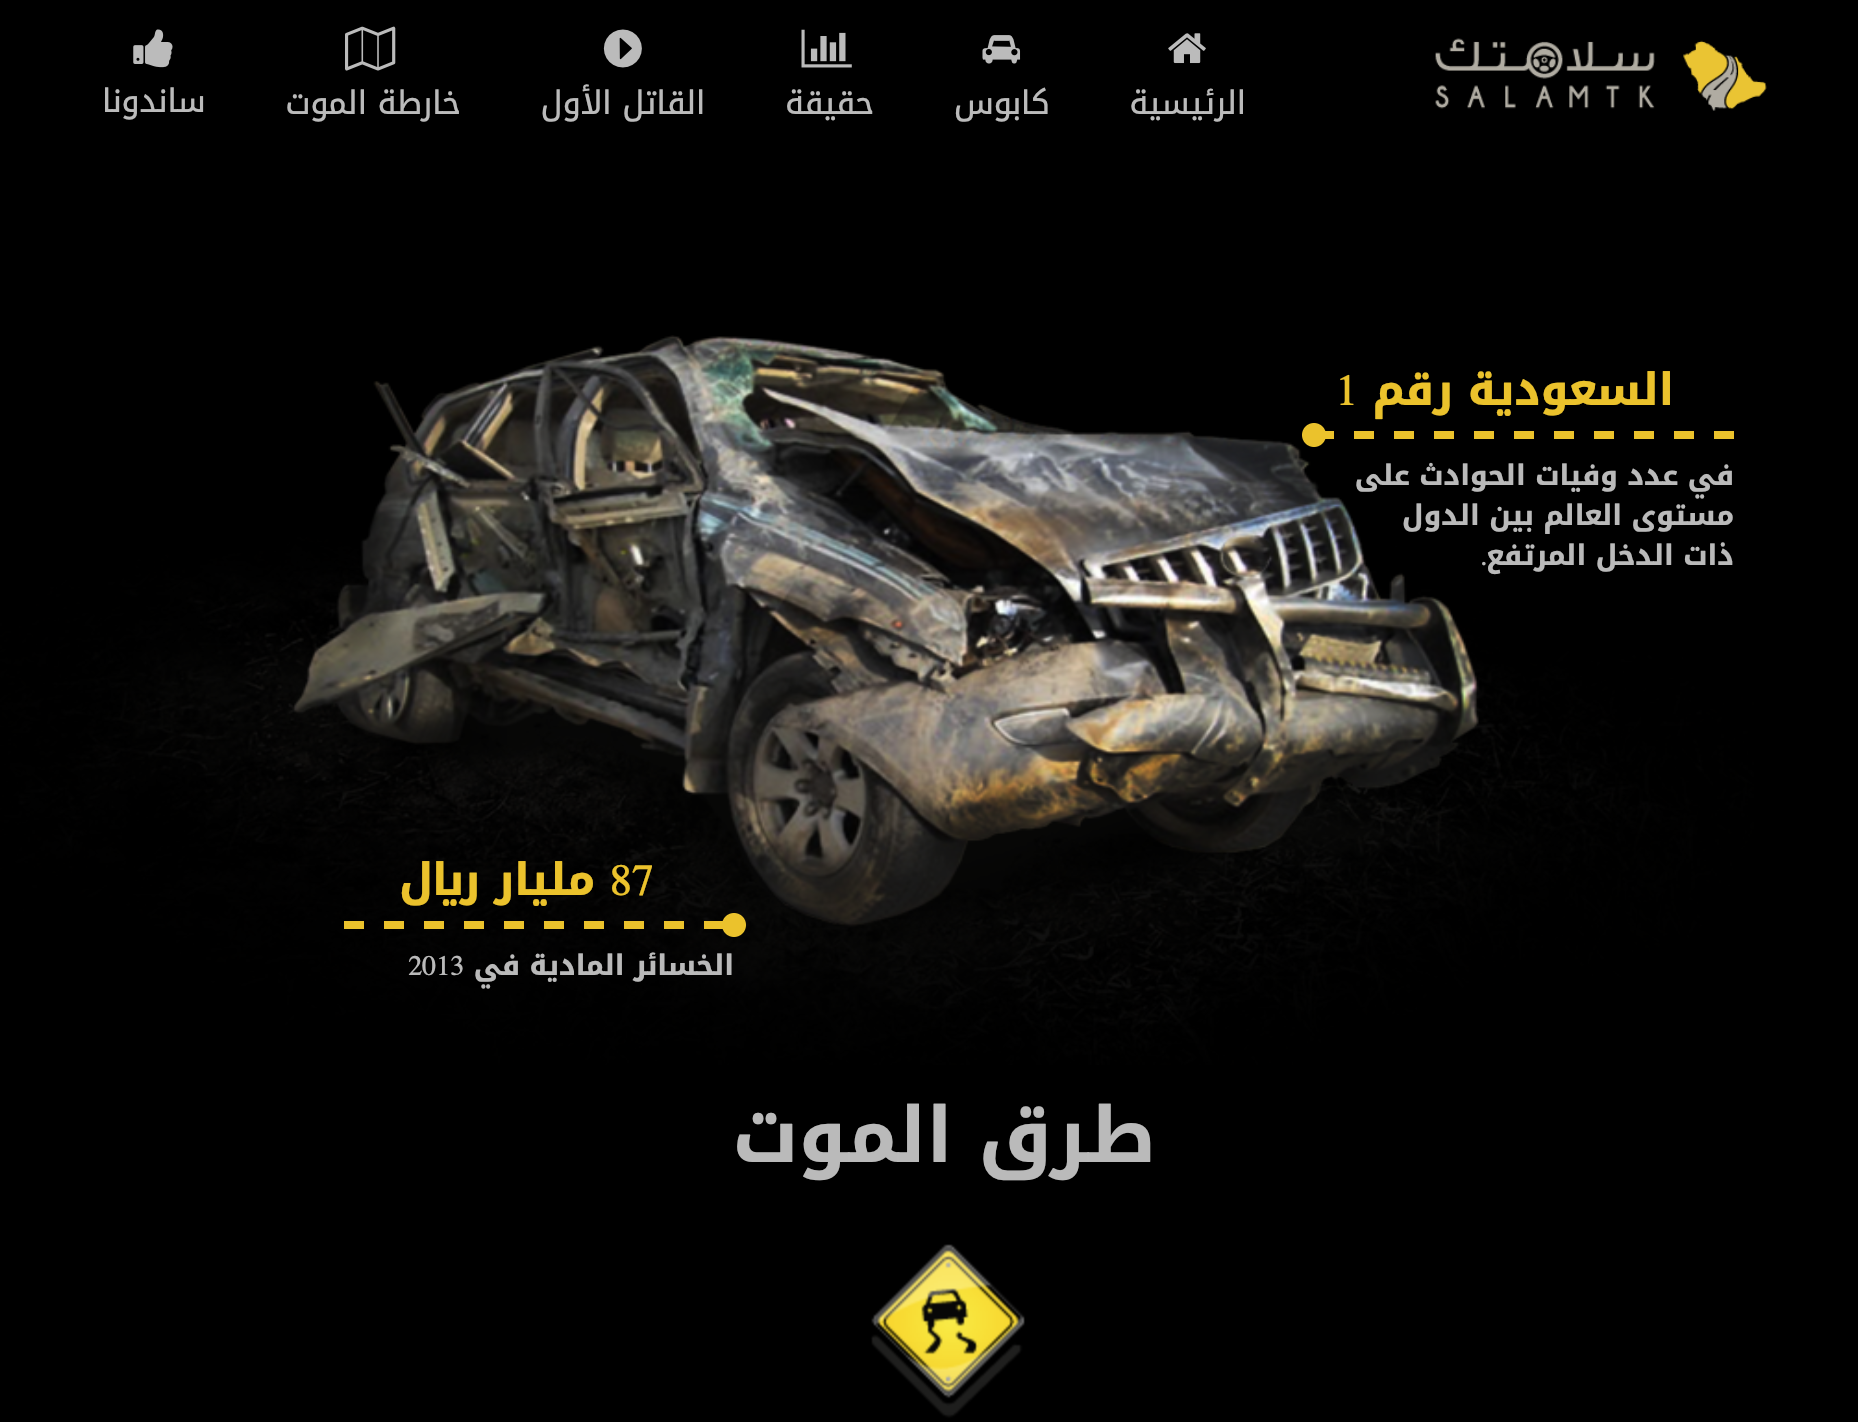 سلامتك
SALAMTK
الرئيسية
كابوس
حقيقة
القاتل الأول
خارطة الموت
ساندونا
السعودية رقم 1
في عدد وفيات الحوادث على
مستوى العالم بين الدول
ذات الدخل المرتفع.
87 مليار ريال
الخسائر المادية في 2013
طرق الموت